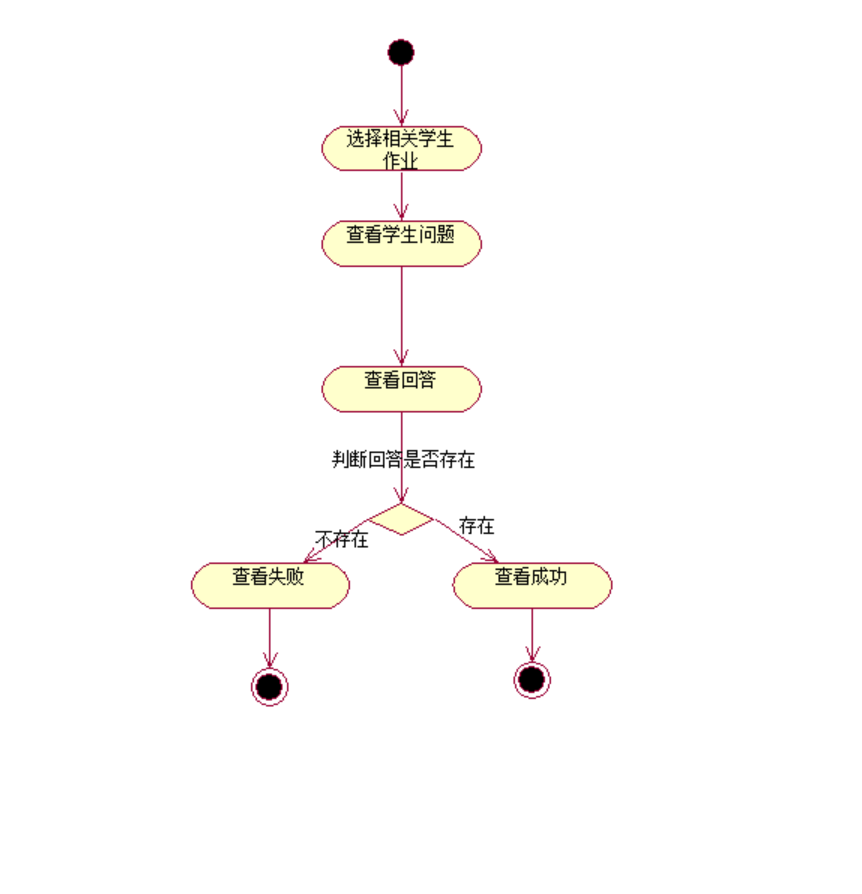 选择相关学生
作业
查看学生问题
查看回答
判断回答是否存在
不存在
存在
查看失败
查看成功